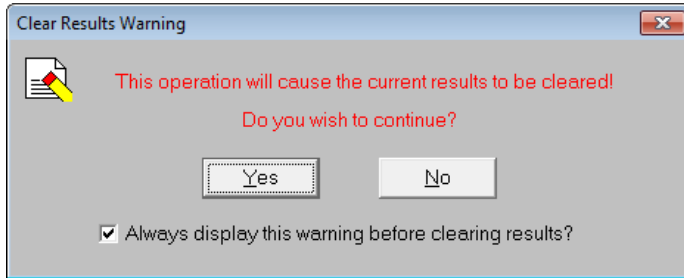 Clear Results Warning
This operation will cause the current results to be cleared!
Do you wish to continue?
Yes
No
Always display this warning before clearing results?